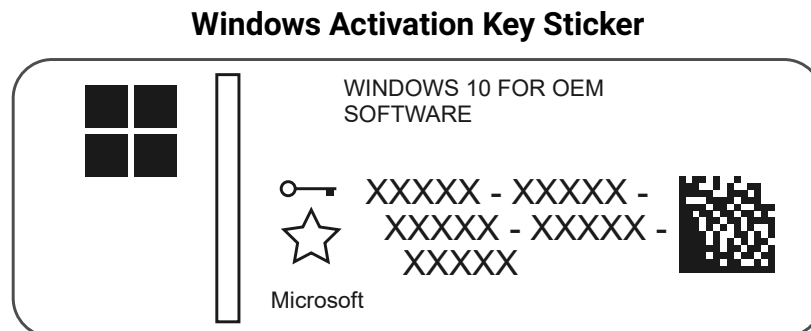 Windows Activation Key Sticker
WINDOWS 10 FOR OEM
SOFTWARE
XXXXX - XXXXX -
XXXXX - XXXXX -
XXXXX
Microsoft